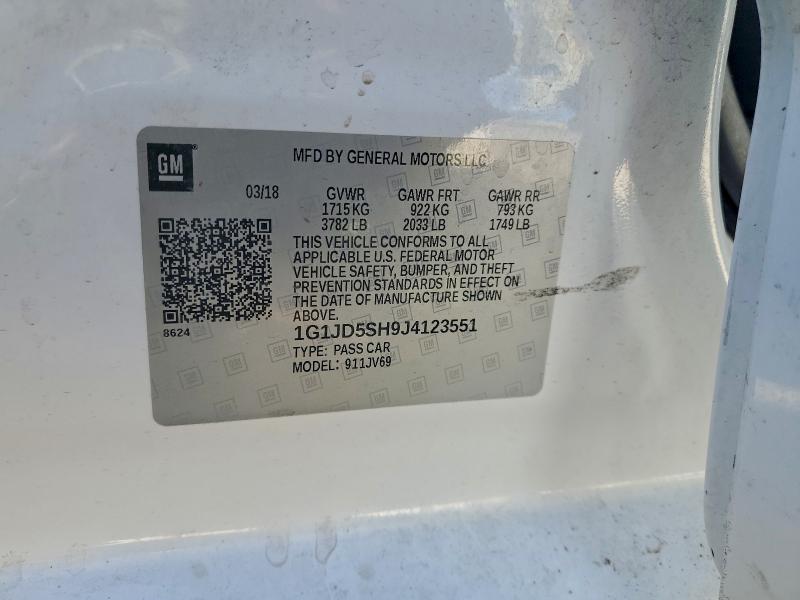 GM
MFD BY GENERAL MOTORS LLC
03/18 GVWR GAWR FRT GAWR RR
1715 KG 922 KG 793 KG
3782 LB 2033 LB 1749 LB
THIS VEHICLE CONFORMS TO ALL
APPLICABLE U.S. FEDERAL MOTOR
VEHICLE SAFETY, BUMPER, AND THEFT
PREVENTION STANDARDS IN EFFECT ON
THE DATE OF MANUFACTURE SHOWN
ABOVE.
8624
1G1JD5SH9J4123551
TYPE: PASS CAR
MODEL: 911JV69